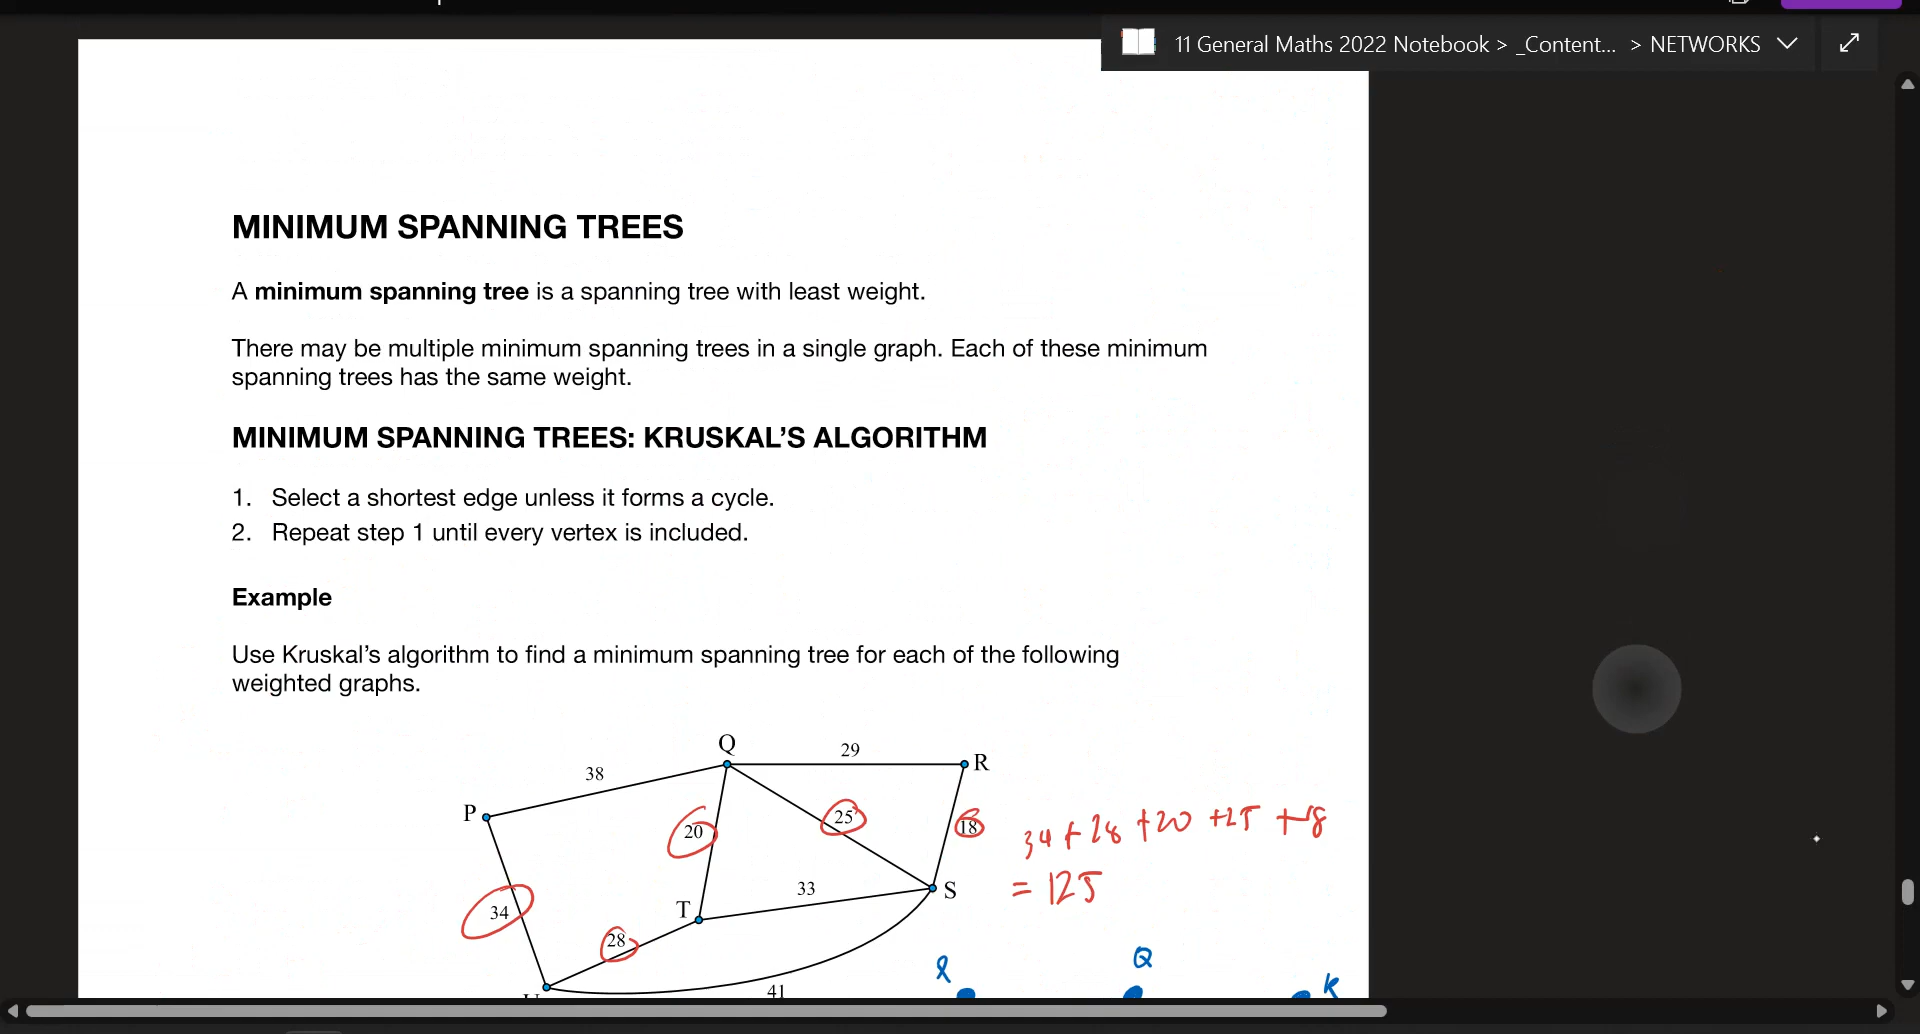 11 General Maths 2022 Notebook > _Content... > NETWORKS
MINIMUM SPANNING TREES
A minimum spanning tree is a spanning tree with least weight.
There may be multiple minimum spanning trees in a single graph. Each of these minimum
spanning trees has the same weight.
MINIMUM SPANNING TREES: KRUSKAL’S ALGORITHM
1. Select a shortest edge unless it forms a cycle.
2. Repeat step 1 until every vertex is included.
Example
Use Kruskal’s algorithm to find a minimum spanning tree for each of the following
weighted graphs.
Q
29
R
38
P
20
25
18
34 + 28 + 20 + 25 + 18
33
S
= 125
T
34
28
Q
41